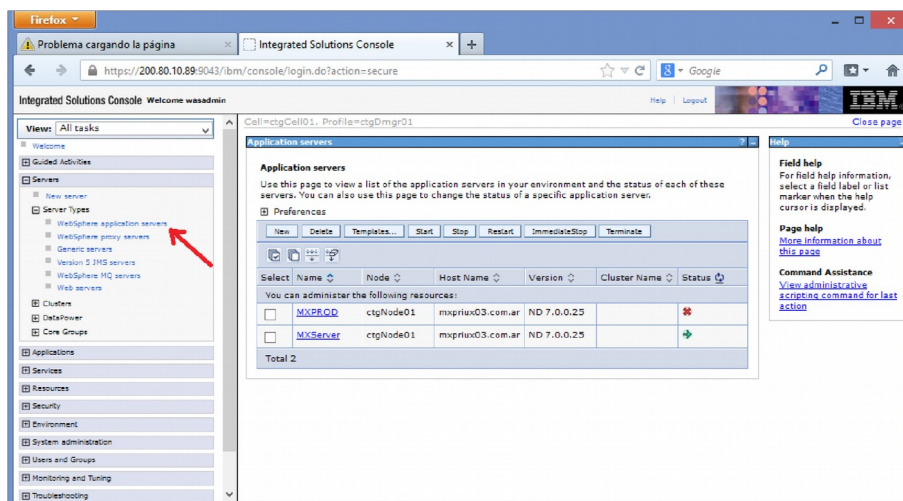 Firefox
Problema cargando la página
Integrated Solutions Console
https://200.80.10.89:9043/ibm/console/login.do?action=secure
Google
Integrated Solutions Console Welcome wasadmin
Help | Logout
IBM.
View: All tasks
Cell=ctgCell01, Profile=ctgDmgr01
Close page
Welcome
Guided Activities
Servers
New server
Server Types
WebSphere application servers
WebSphere proxy servers
Generic servers
Version 5 JMS servers
WebSphere MQ servers
Web servers
Clusters
DataPower
Core Groups
Applications
Services
Resources
Security
Environment
System administration
Users and Groups
Monitoring and Tuning
Troubleshooting
Application servers
?
Application servers
Use this page to view a list of the application servers in your environment and the status of each of these
servers. You can also use this page to change the status of a specific application server.
Preferences
New Delete Templates... Start Stop Restart ImmediateStop Terminate
Select Name Node Host Name Version Cluster Name Status
You can administer the following resources:
MXPROD ctgNode01 mxpriux03.com.ar ND 7.0.0.25
MXServer ctgNode01 mxpriux03.com.ar ND 7.0.0.25
Total 2
Help
Field help
For field help information,
select a field label or list
marker when the help
cursor is displayed.
Page help
More information about
this page
Command Assistance
View administrative
scripting command for last
action